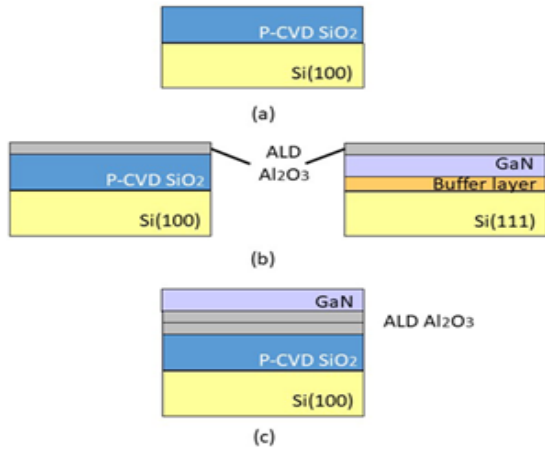 P-CVD SiO₂
Si(100)
(a)
ALD
Al₂O₃
P-CVD SiO₂
Si(100)
GaN
Buffer layer
Si(111)
(b)
GaN
ALD Al₂O₃
P-CVD SiO₂
Si(100)
(c)